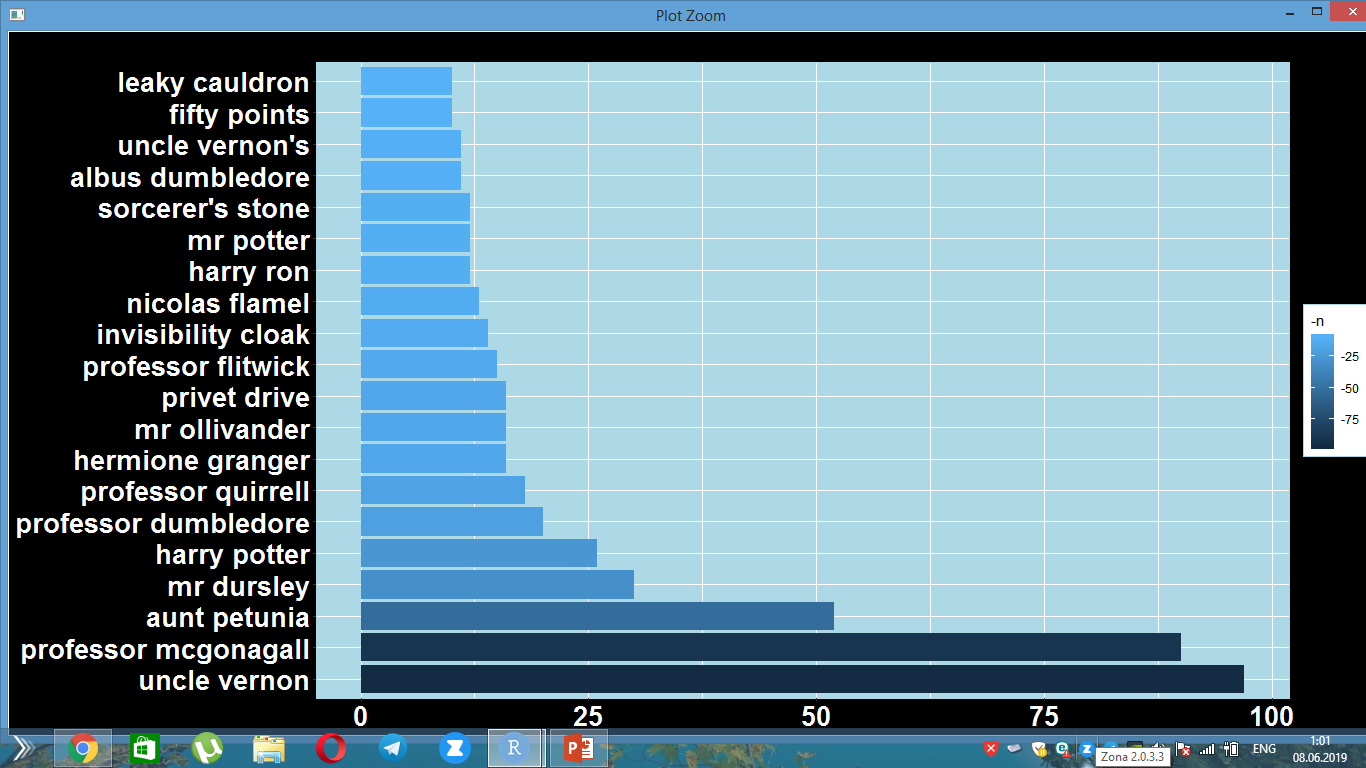 Plot Zoom
leaky cauldron
fifty points
uncle vernon's
albus dumbledore
sorcerer's stone
mr potter
harry ron
nicolas flamel
invisibility cloak
professor flitwick
privet drive
mr ollivander
hermione granger
professor quirrell
professor dumbledore
harry potter
mr dursley
aunt petunia
professor mcgonagall
uncle vernon
0 25 50 75 100
-n
-25
-50
-75
R
P
ENG
1:01
08.06.2019
Zona 2.0.3.3